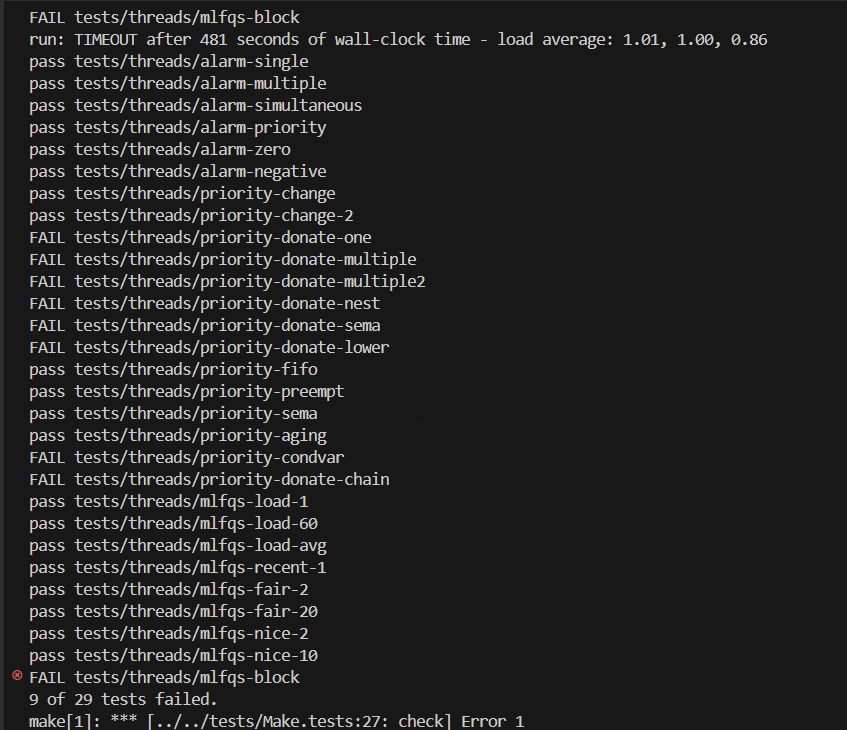 FAIL tests/threads/mlfqs-block
run: TIMEOUT after 481 seconds of wall-clock time - load average: 1.01, 1.00, 0.86
pass tests/threads/alarm-single
pass tests/threads/alarm-multiple
pass tests/threads/alarm-simultaneous
pass tests/threads/alarm-priority
pass tests/threads/alarm-zero
pass tests/threads/alarm-negative
pass tests/threads/priority-change
pass tests/threads/priority-change-2
FAIL tests/threads/priority-donate-one
FAIL tests/threads/priority-donate-multiple
FAIL tests/threads/priority-donate-multiple2
FAIL tests/threads/priority-donate-nest
FAIL tests/threads/priority-donate-sema
FAIL tests/threads/priority-donate-lower
pass tests/threads/priority-fifo
pass tests/threads/priority-preempt
pass tests/threads/priority-sema
pass tests/threads/priority-aging
FAIL tests/threads/priority-condvar
FAIL tests/threads/priority-donate-chain
pass tests/threads/mlfqs-load-1
pass tests/threads/mlfqs-load-60
pass tests/threads/mlfqs-load-avg
pass tests/threads/mlfqs-recent-1
pass tests/threads/mlfqs-fair-2
pass tests/threads/mlfqs-fair-20
pass tests/threads/mlfqs-nice-2
pass tests/threads/mlfqs-nice-10
FAIL tests/threads/mlfqs-block
9 of 29 tests failed.
make[1]: *** [../../tests/Make.tests:27: check] Error 1